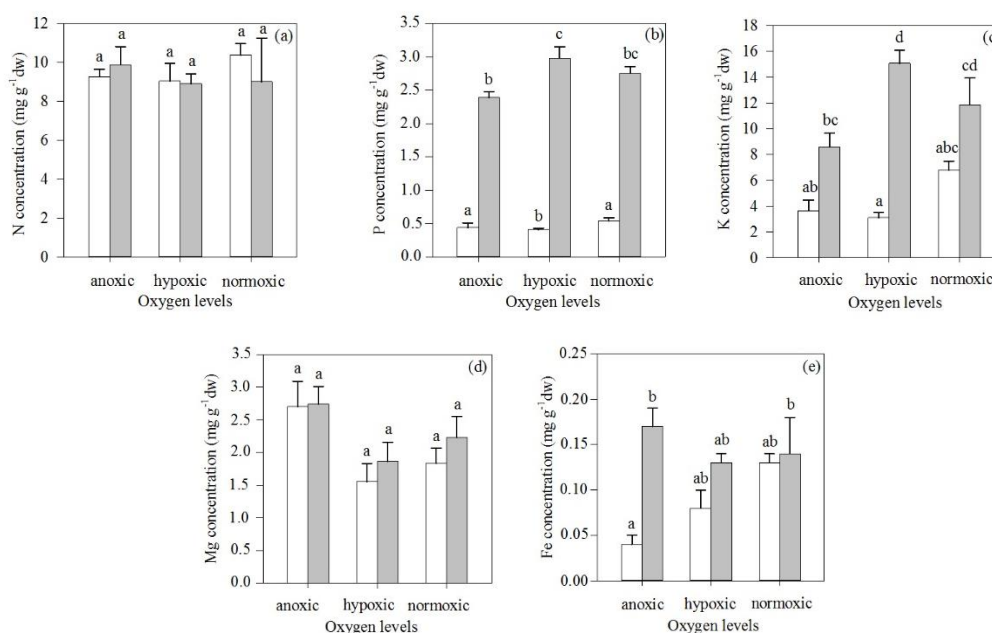 N concentration (mg g⁻¹dw)
12
10
8
6
4
2
0
(a)
a a a a a a
anoxic hypoxic normoxic
Oxygen levels
P concentration (mg g⁻¹dw)
3.5
3.0
2.5
2.0
1.5
1.0
0.5
0.0
(b)
a b b c a bc
anoxic hypoxic normoxic
Oxygen levels
K concentration (mg g⁻¹dw)
18
16
14
12
10
8
6
4
2
0
(c
ab bc a d abc cd
anoxic hypoxic normoxic
Oxygen levels
Mg concentration (mg g⁻¹dw)
3.5
3.0
2.5
2.0
1.5
1.0
0.5
0.0
(d)
a a a a a a
anoxic hypoxic normoxic
Oxygen levels
Fe concentration (mg g⁻¹dw)
0.25
0.20
0.15
0.10
0.05
0.00
(e)
a b ab ab ab b
anoxic hypoxic normoxic
Oxygen levels